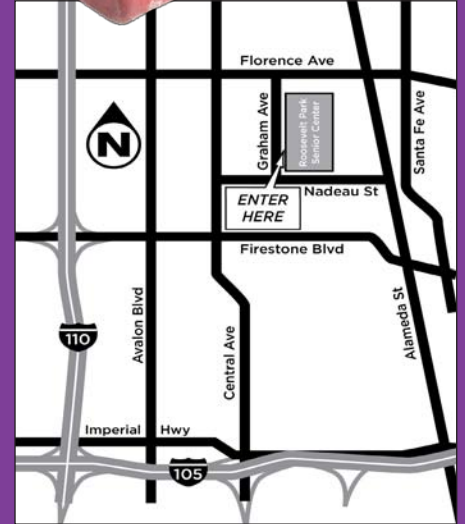 Florence Ave
Graham Ave
Roosevelt Park
Senior Center
Santa Fe Ave
N
ENTER
HERE
Nadeau St
Firestone Blvd
110
Avalon Blvd
Central Ave
Alameda St
Imperial Hwy
105